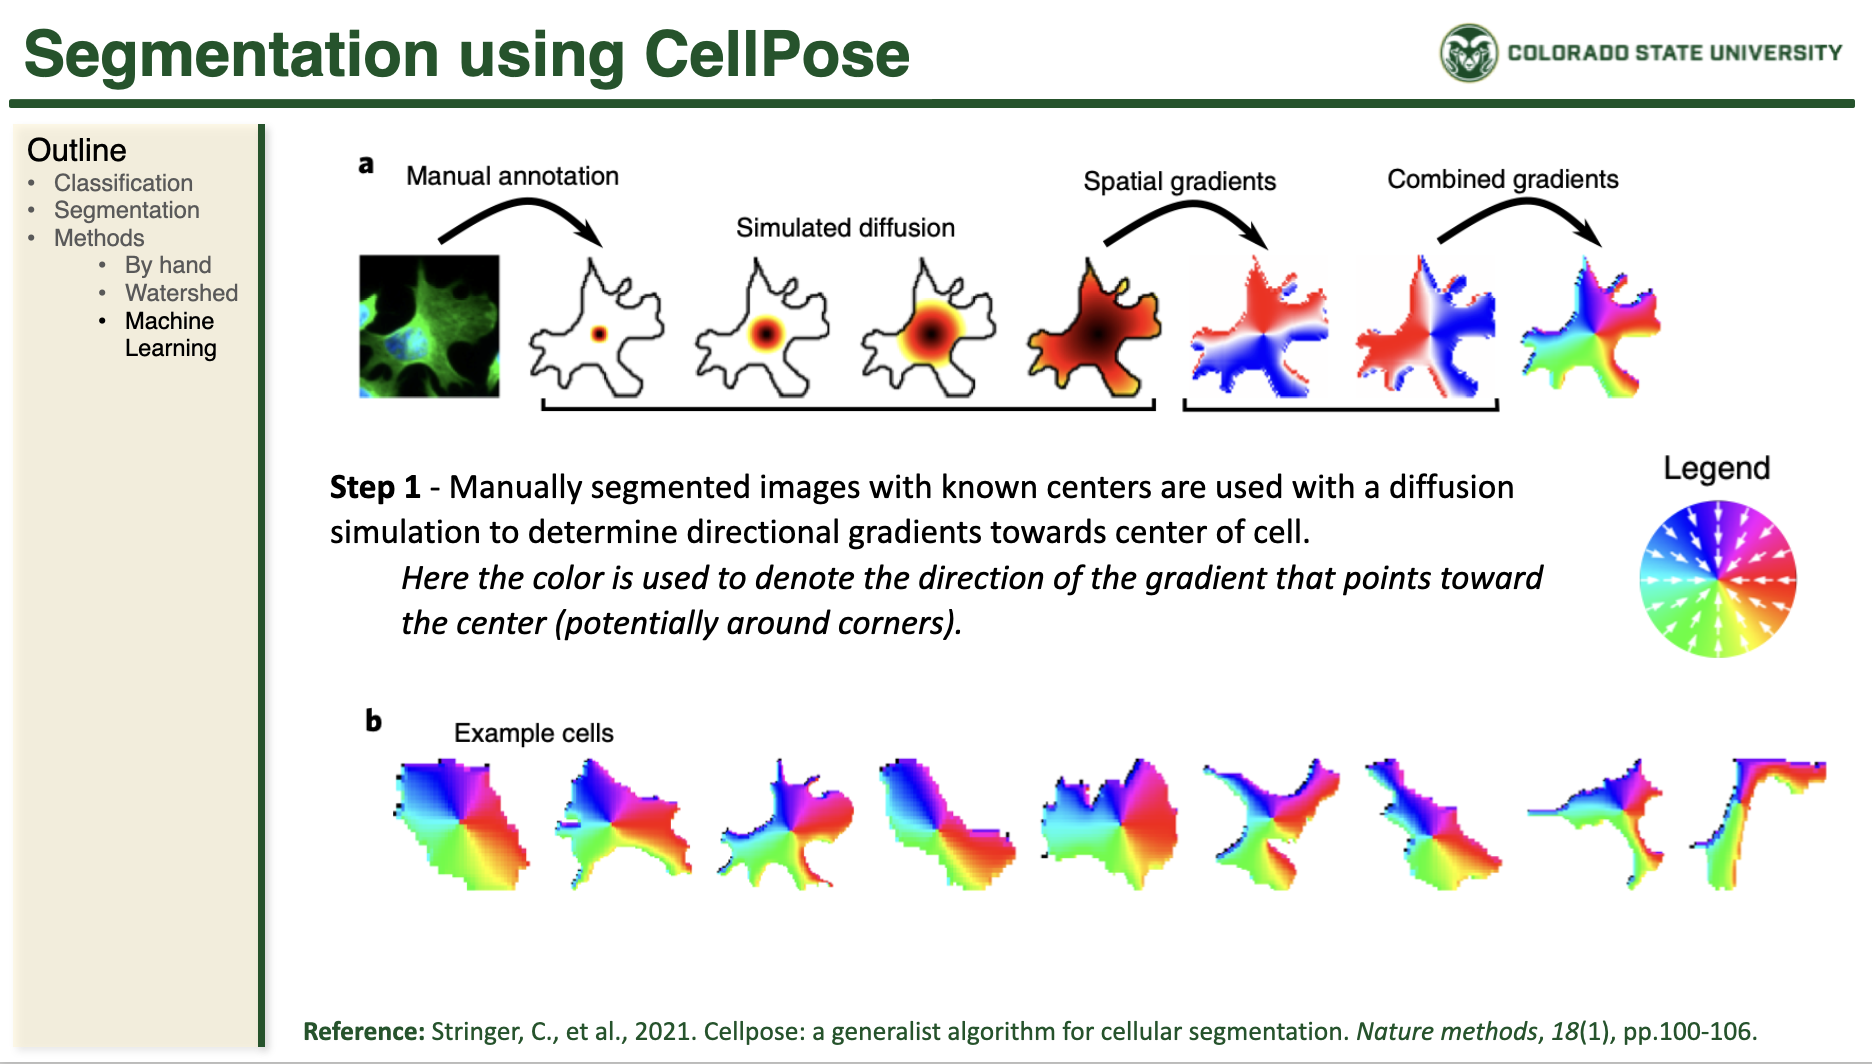 Segmentation using CellPose
COLORADO STATE UNIVERSITY
Outline
• Classification
• Segmentation
• Methods
• By hand
• Watershed
• Machine
Learning
a
Manual annotation
Simulated diffusion
Spatial gradients
Combined gradients
Step 1 - Manually segmented images with known centers are used with a diffusion
simulation to determine directional gradients towards center of cell.
Here the color is used to denote the direction of the gradient that points toward
the center (potentially around corners).
Legend
b
Example cells
Reference: Stringer, C., et al., 2021. Cellpose: a generalist algorithm for cellular segmentation. Nature methods, 18(1), pp.100-106.